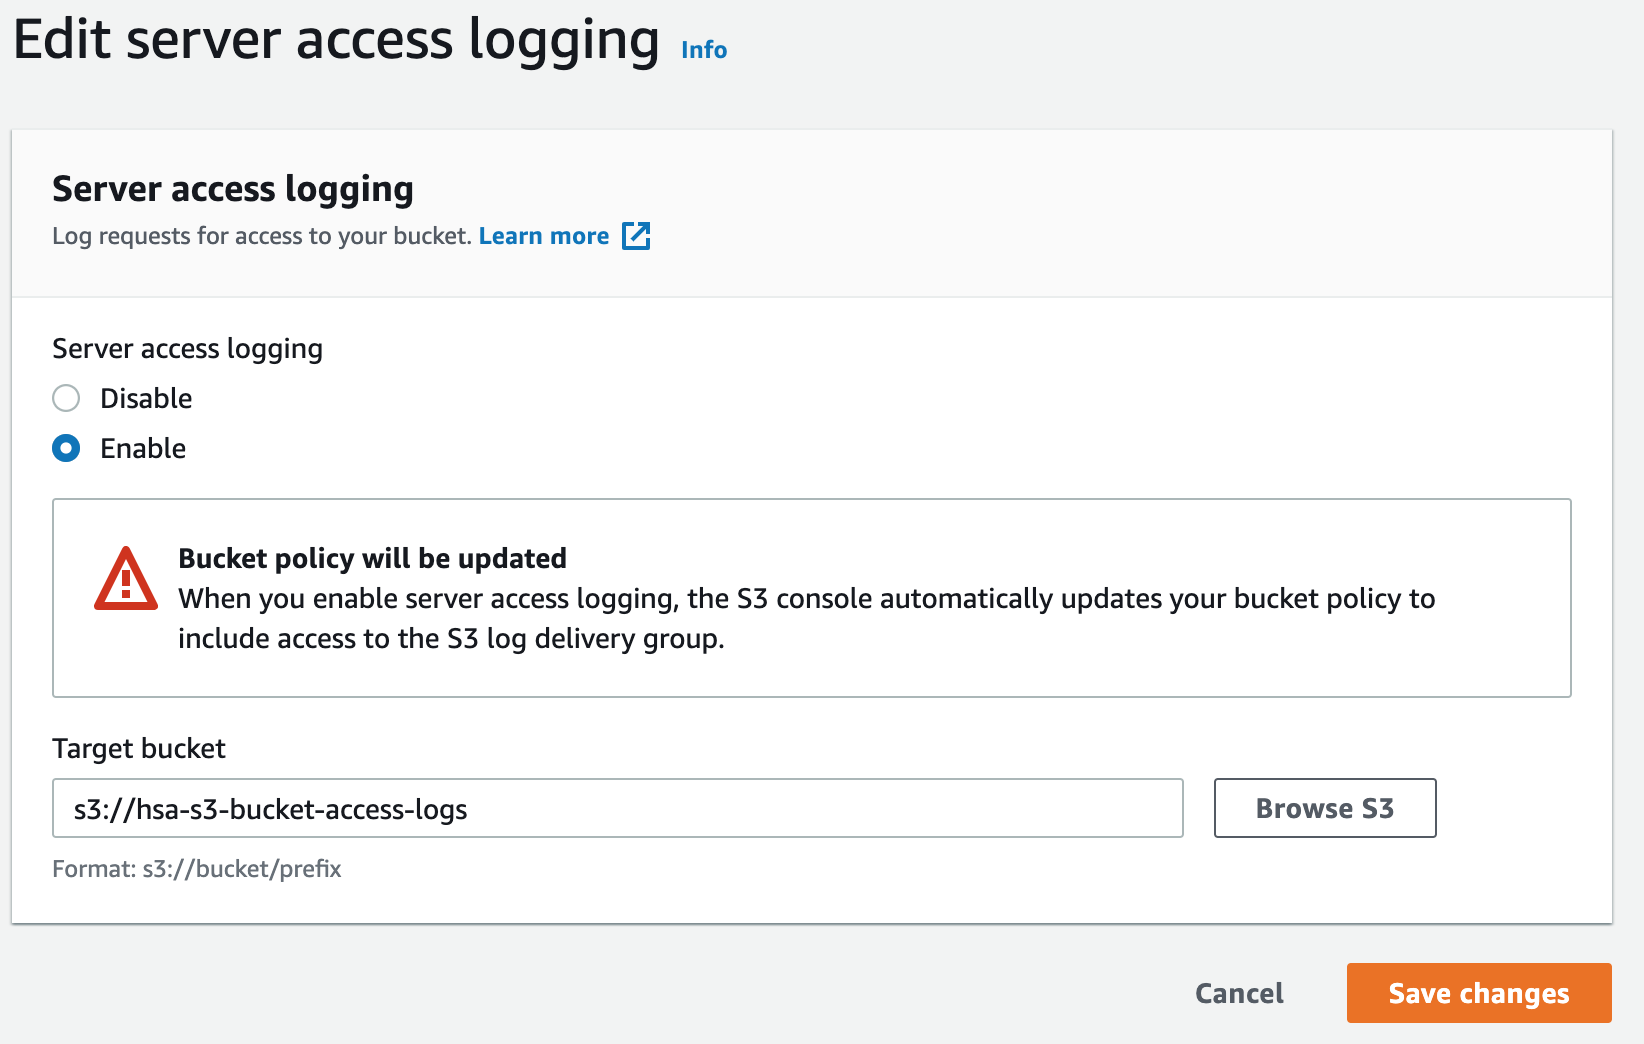 Edit server access logging Info
Server access logging
Log requests for access to your bucket. Learn more
Server access logging
Disable
Enable
Bucket policy will be updated
When you enable server access logging, the S3 console automatically updates your bucket policy to
include access to the S3 log delivery group.
Target bucket
s3://hsa-s3-bucket-access-logs
Browse S3
Format: s3://bucket/prefix
Cancel
Save changes